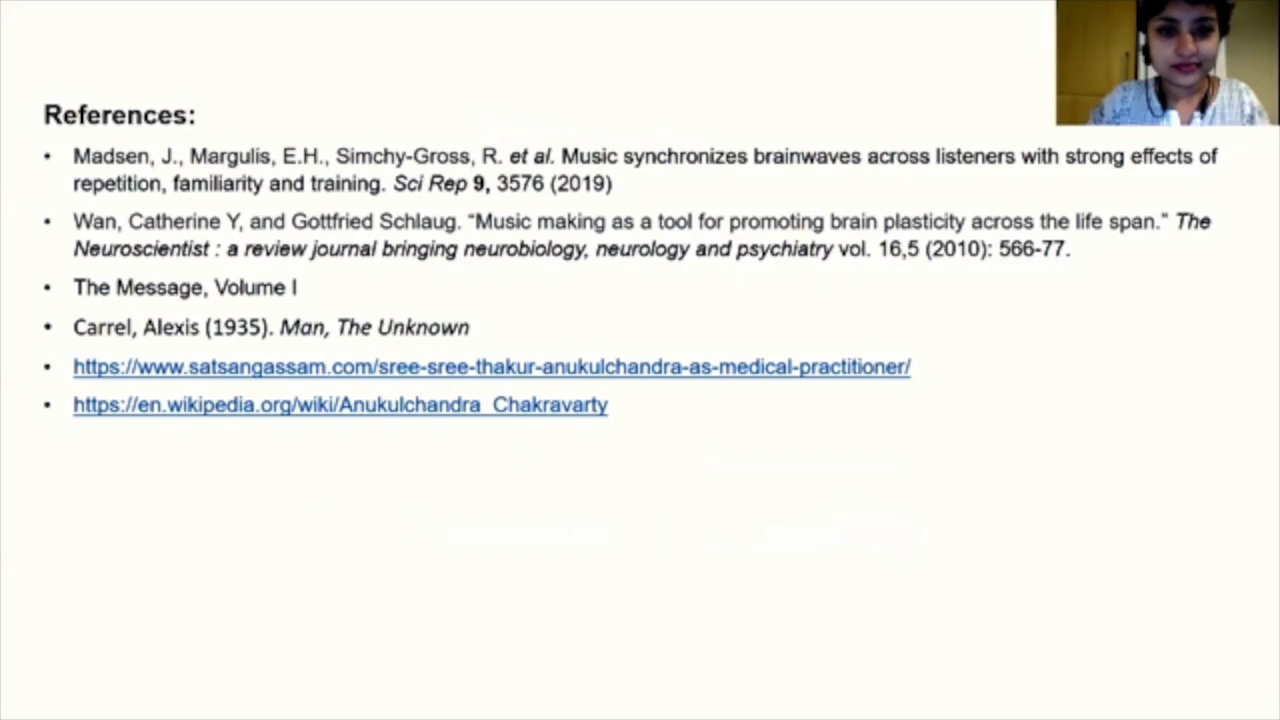 References:
• Madsen, J., Margulis, E.H., Simchy-Gross, R. et al. Music synchronizes brainwaves across listeners with strong effects of
repetition, familiarity and training. Sci Rep 9, 3576 (2019)
• Wan, Catherine Y, and Gottfried Schlaug. “Music making as a tool for promoting brain plasticity across the life span.” The
Neuroscientist : a review journal bringing neurobiology, neurology and psychiatry vol. 16,5 (2010): 566-77.
• The Message, Volume I
• Carrel, Alexis (1935). Man, The Unknown
• https://www.satsangassam.com/sree-sree-thakur-anukulchandra-as-medical-practitioner/
• https://en.wikipedia.org/wiki/Anukulchandra_Chakravarty